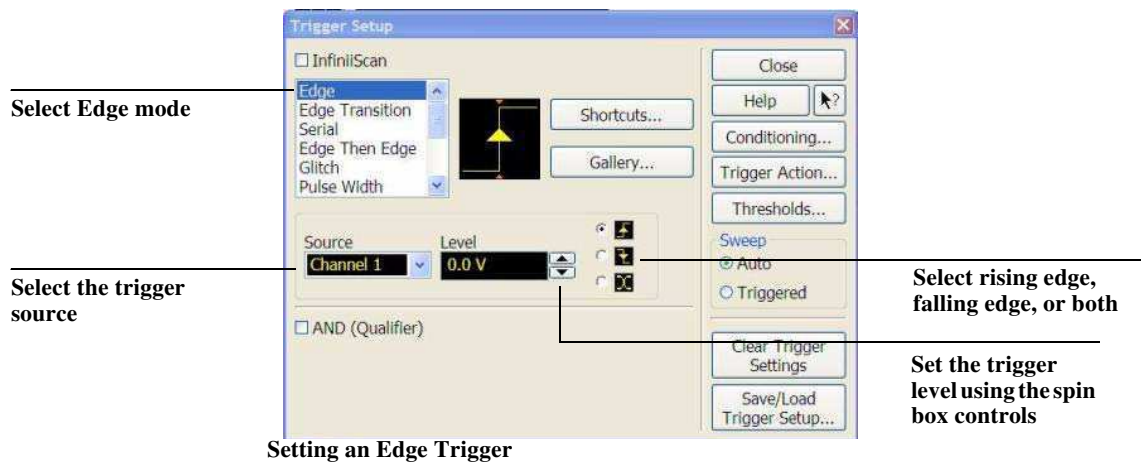 Trigger Setup
InfiniiScan
Edge
Edge Transition
Serial
Edge Then Edge
Glitch
Pulse Width
Shortcuts...
Gallery...
Close
Help
?
Conditioning...
Trigger Action...
Thresholds...
Source
Channel 1
Level
0.0 V
Sweep
Auto
Triggered
AND (Qualifier)
Clear Trigger
Settings
Save/Load
Trigger Setup...
Select Edge mode
Select the trigger
source
Select rising edge,
falling edge, or both
Set the trigger
level using the spin
box controls
Setting an Edge Trigger